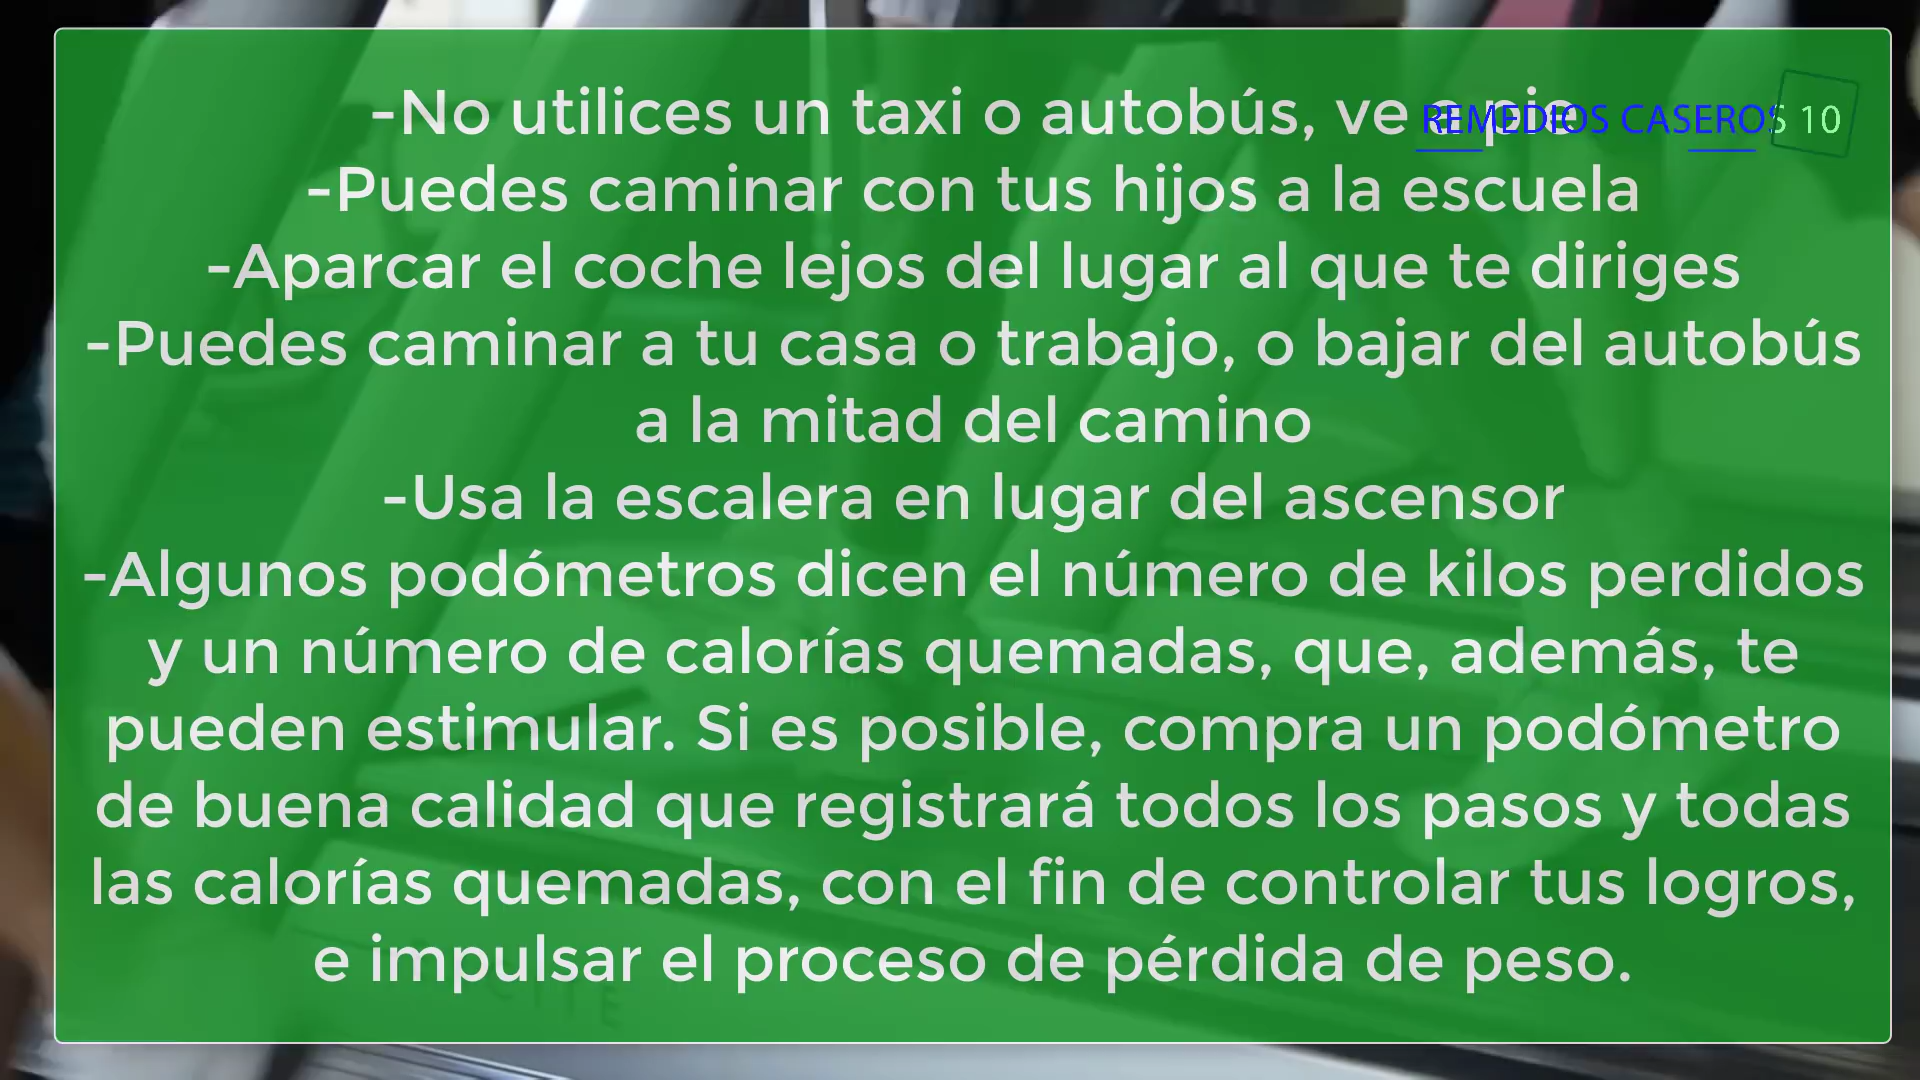 -No utilices un taxi o autobús, ve a pie
REMEDIOS CASEROS 10
-Puedes caminar con tus hijos a la escuela
-Aparcar el coche lejos del lugar al que te diriges
-Puedes caminar a tu casa o trabajo, o bajar del autobús
a la mitad del camino
-Usa la escalera en lugar del ascensor
-Algunos podómetros dicen el número de kilos perdidos
y un número de calorías quemadas, que, además, te
pueden estimular. Si es posible, compra un podómetro
de buena calidad que registrará todos los pasos y todas
las calorías quemadas, con el fin de controlar tus logros,
e impulsar el proceso de pérdida de peso.